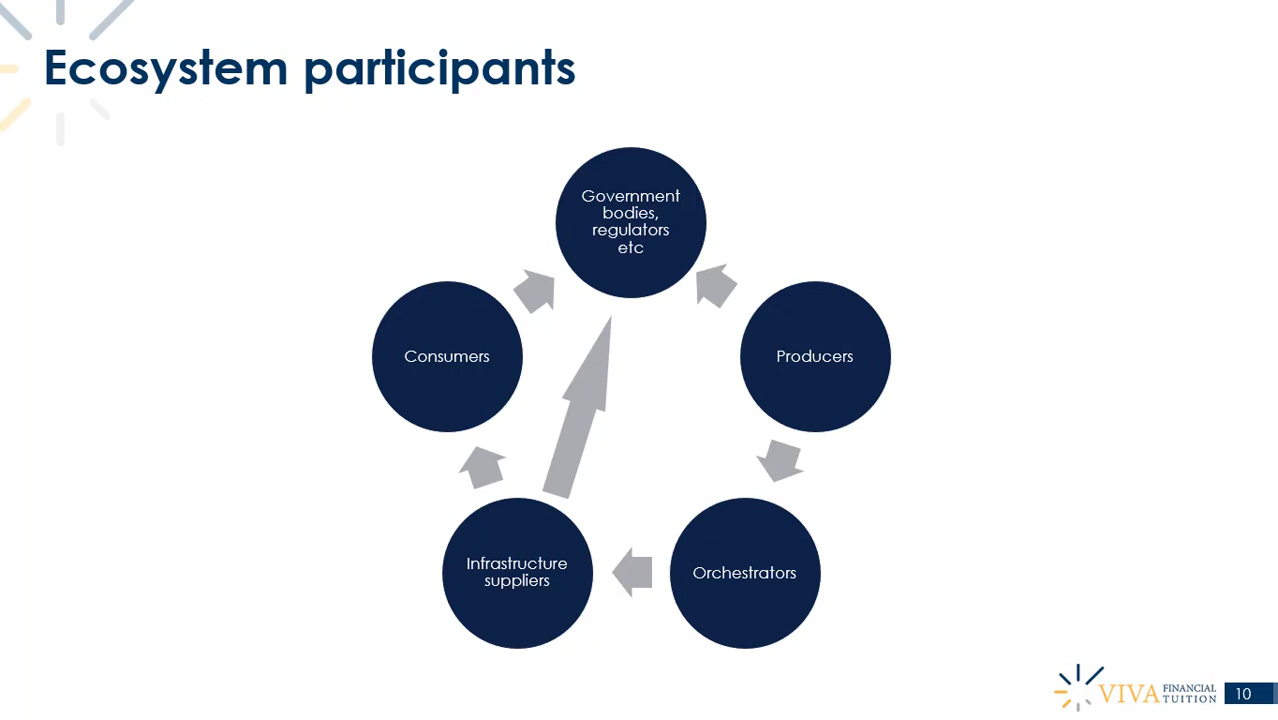 Ecosystem participants
Government
bodies,
regulators
etc
Consumers
Producers
Infrastructure
suppliers
Orchestrators
VIVA FINANCIAL
TUITION
10